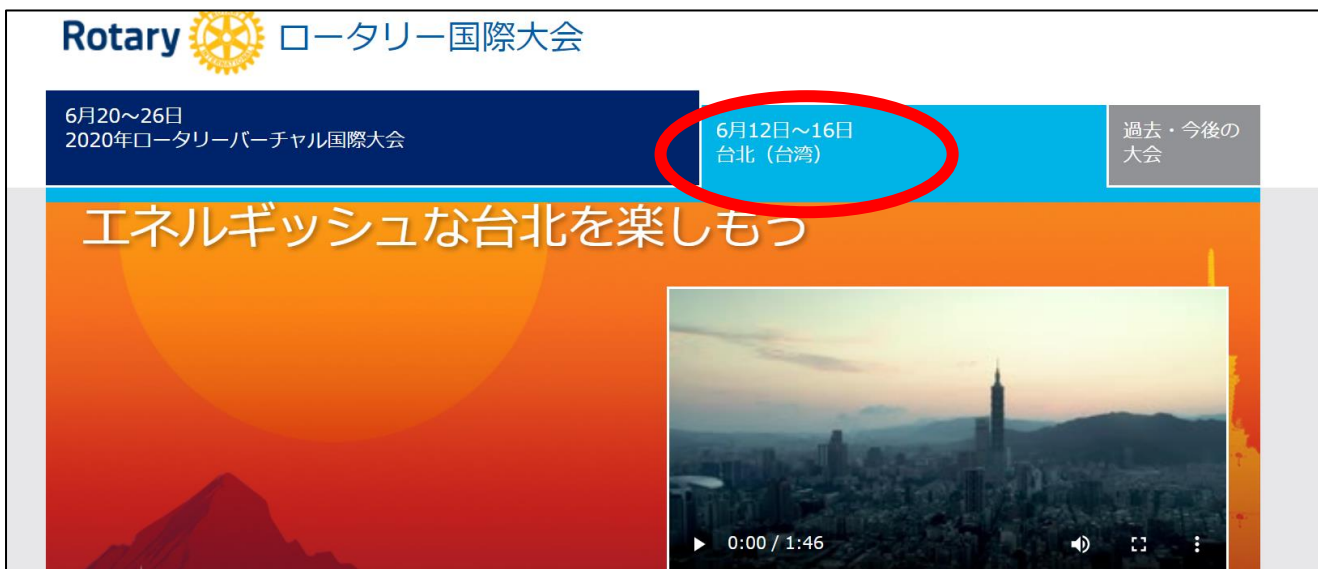 Rotary ロータリー国際大会
6月20～26日
2020年ロータリーバーチャル国際大会
6月12日～16日
台北（台湾）
過去・今後の
大会
エネルギッシュな台北を楽しもう
0:00 / 1:46